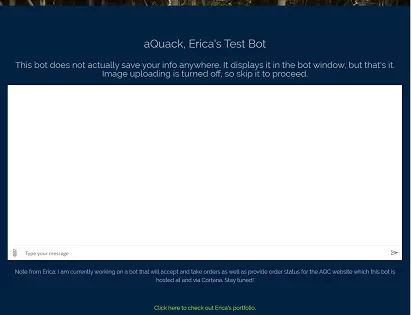 aQuack, Erica's Test Bot
This bot does not actually save your info anywhere. It displays it in the bot window, but that's it.
Image uploading is turned off, so skip it to proceed.
Type your message
Note from Erica: I am currently working on a bot that will accept and take orders as well as provide order status for the AQC website which this bot is
hosted at and via Cortana. Stay tuned!
Click here to check out Erica's portfolio.